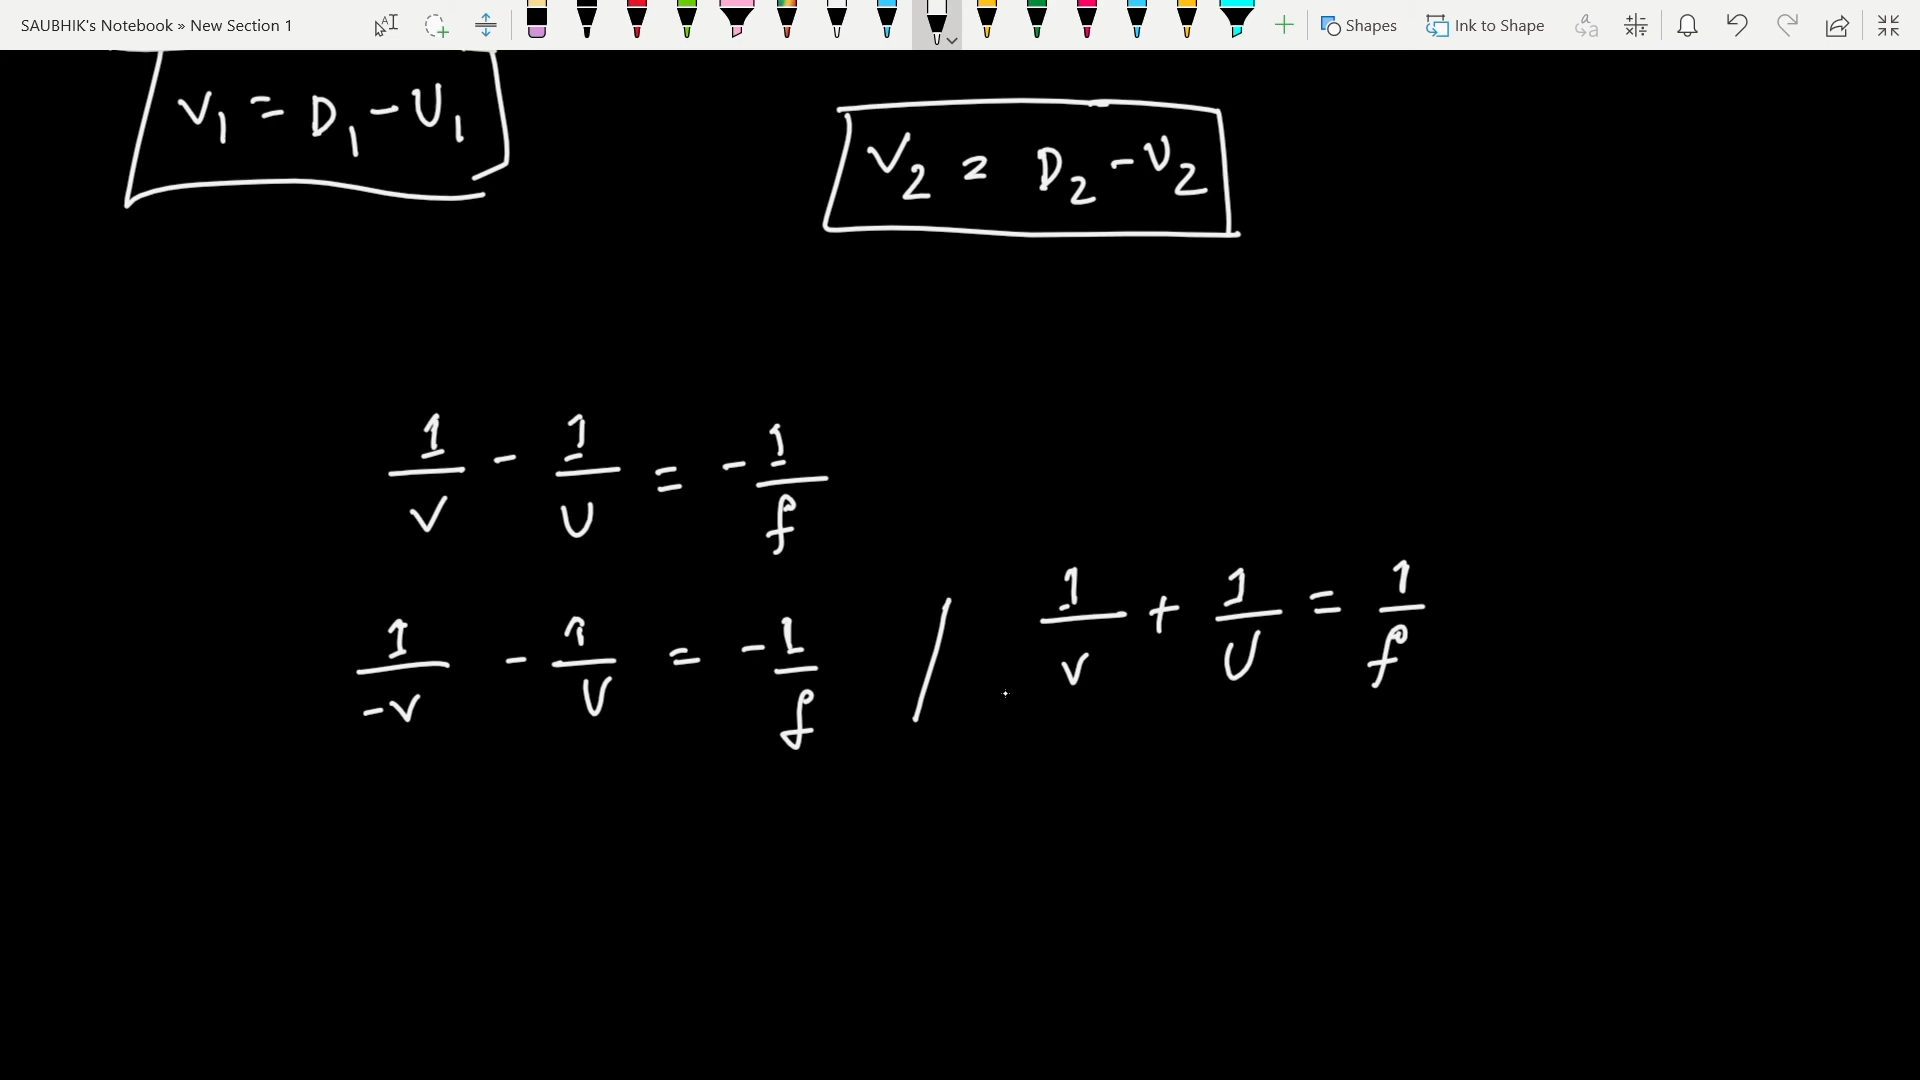 SAUBHIK's Notebook » New Section 1
Shapes
Ink to Shape
V₁ = D₁ - U₁
V₂ = D₂ - U₂
1/V - 1/U = - 1/f
1/-V - 1/U = - 1/f / 1/V + 1/U = 1/f